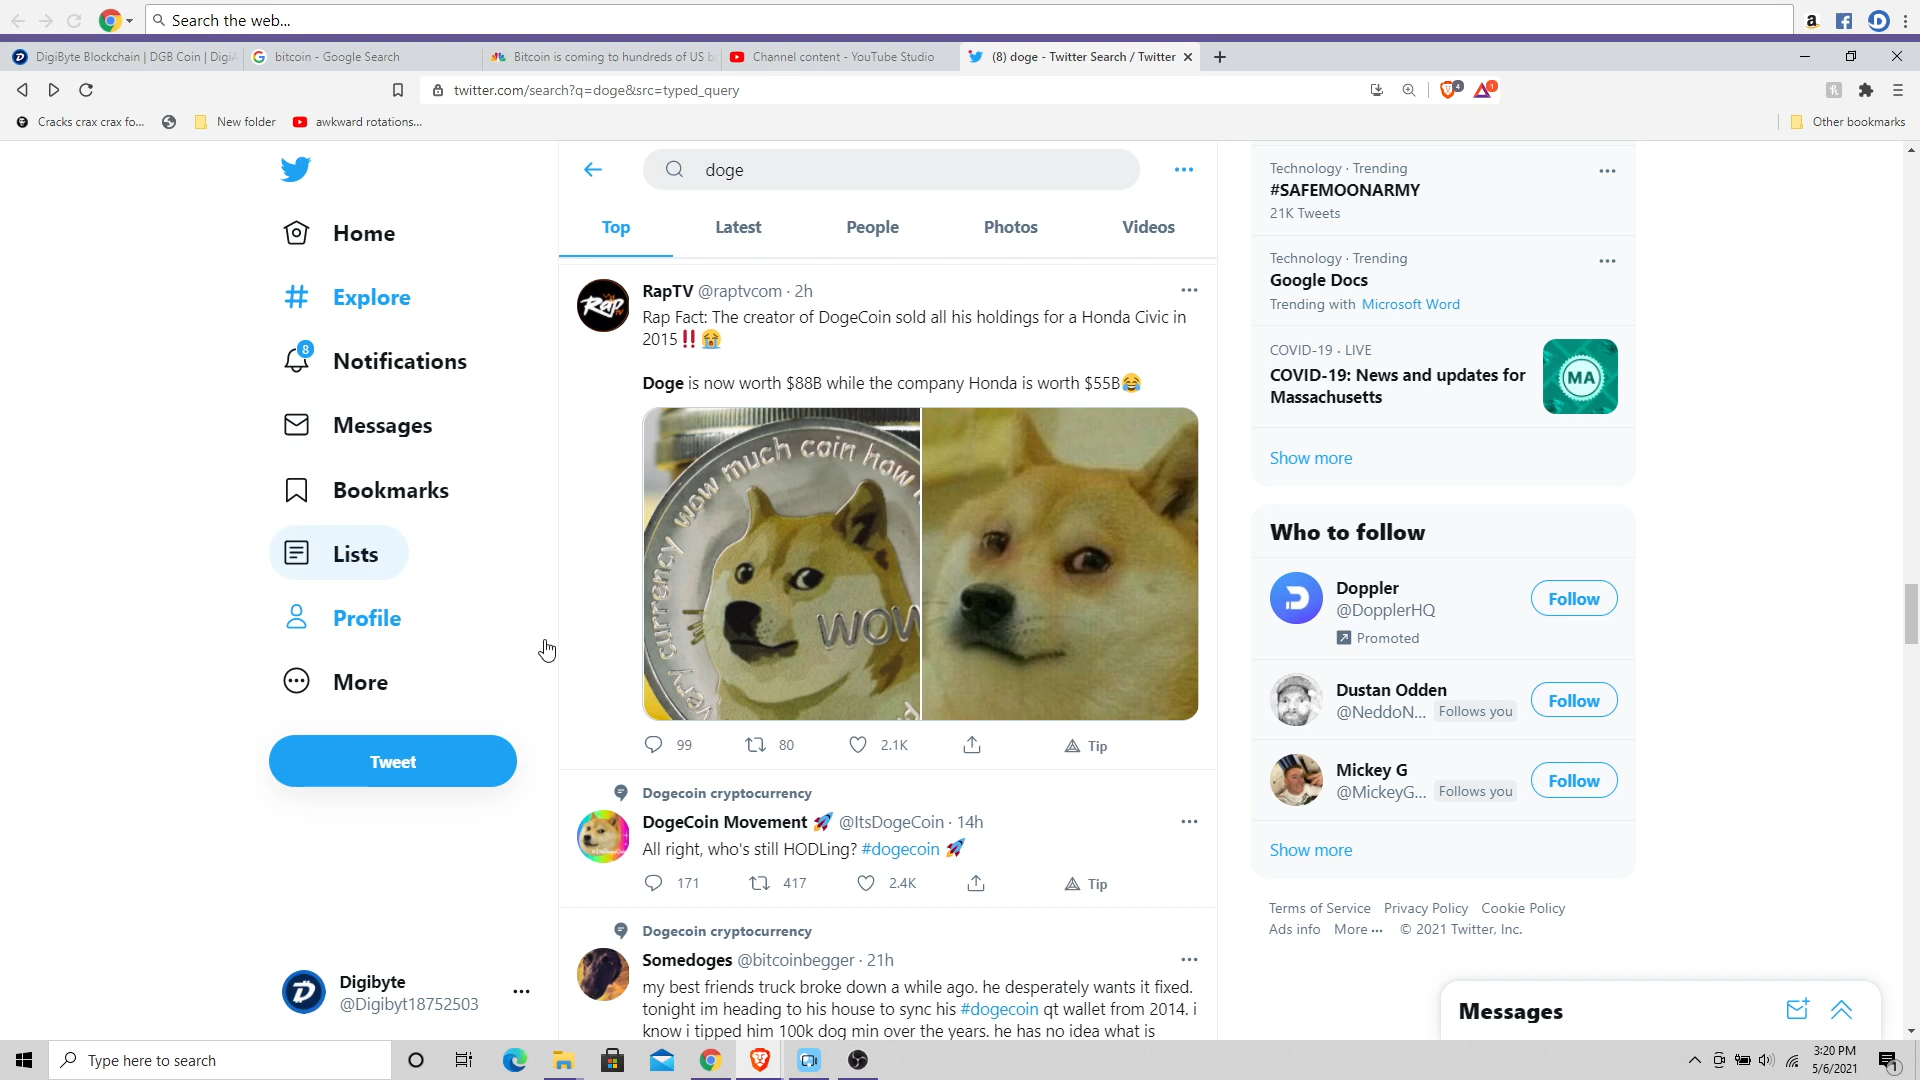 Search the web...
DigiByte Blockchain | DGB Coin | Digi
bitcoin - Google Search
Bitcoin is coming to hundreds of US b
Channel content - YouTube Studio
(8) doge - Twitter Search / Twitter
twitter.com/search?q=doge&src=typed_query
Cracks crax crax fo...
New folder
awkward rotations...
Other bookmarks
Home
Explore
8
Notifications
Messages
Bookmarks
Lists
Profile
More
Tweet
Digibyte
@Digibyt18752503
doge
Top Latest People Photos Videos
RapTV @raptvcom · 2h
Rap Fact: The creator of DogeCoin sold all his holdings for a Honda Civic in
2015‼️😭
Doge is now worth $88B while the company Honda is worth $55B😂
very currency wow much coin how
wow
99 80 2.1K Tip
Dogecoin cryptocurrency
DogeCoin Movement 🚀 @ItsDogeCoin · 14h
All right, who's still HODLing? #dogecoin 🚀
171 417 2.4K Tip
Dogecoin cryptocurrency
Somedoges @bitcoinbegger · 21h
my best friends truck broke down a while ago. he desperately wants it fixed.
tonight im heading to his house to sync his #dogecoin qt wallet from 2014. i
know i tipped him 100k dog min over the years. he has no idea what is
Technology · Trending
#SAFEMOONARMY
21K Tweets
Technology · Trending
Google Docs
Trending with Microsoft Word
COVID-19 · LIVE
COVID-19: News and updates for
Massachusetts
MA
Show more
Who to follow
Doppler
@DopplerHQ
Promoted
Follow
Dustan Odden
@NeddoN... Follows you
Follow
Mickey G
@MickeyG... Follows you
Follow
Show more
Terms of Service Privacy Policy Cookie Policy
Ads info More ··· © 2021 Twitter, Inc.
Messages
Type here to search
3:20 PM
5/6/2021